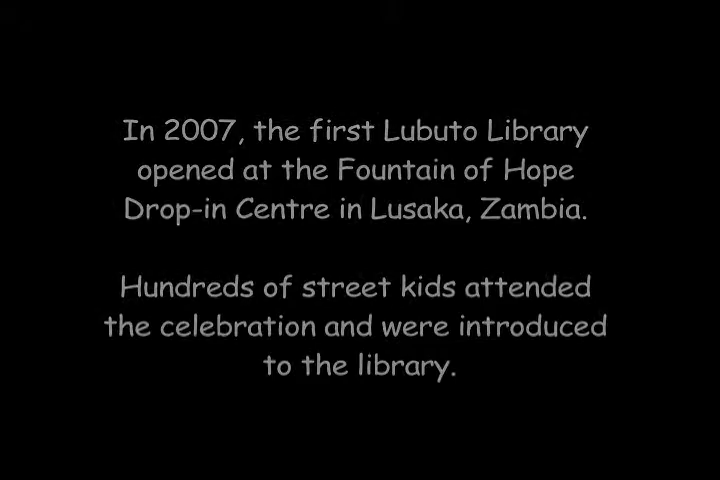 In 2007, the first Lubuto Library
opened at the Fountain of Hope
Drop-in Centre in Lusaka, Zambia.
Hundreds of street kids attended
the celebration and were introduced
to the library.